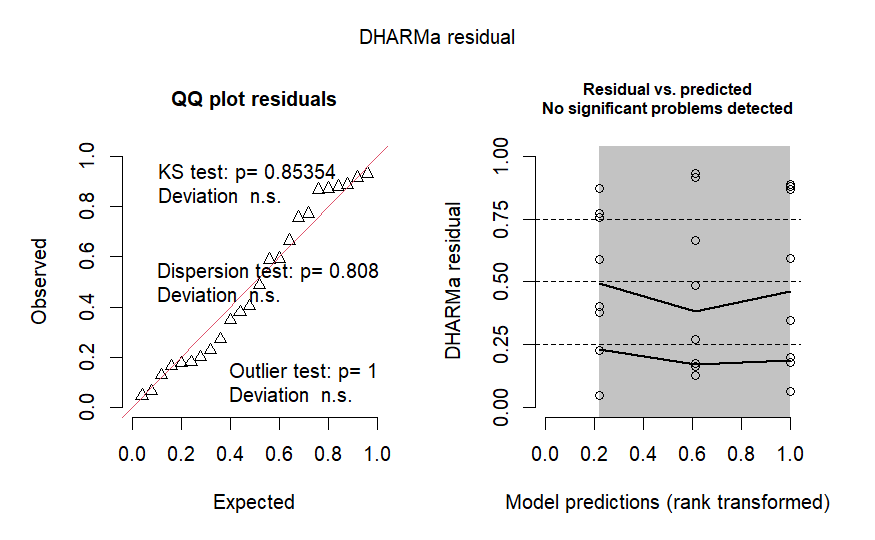 DHARMa residual
QQ plot residuals
KS test: p= 0.85354
Deviation n.s.
Dispersion test: p= 0.808
Deviation n.s.
Outlier test: p= 1
Deviation n.s.
Observed
0.0 0.2 0.4 0.6 0.8 1.0
0.0 0.2 0.4 0.6 0.8 1.0
Expected
Residual vs. predicted
No significant problems detected
DHARMa residual
0.00 0.25 0.50 0.75 1.00
0.0 0.2 0.4 0.6 0.8 1.0
Model predictions (rank transformed)